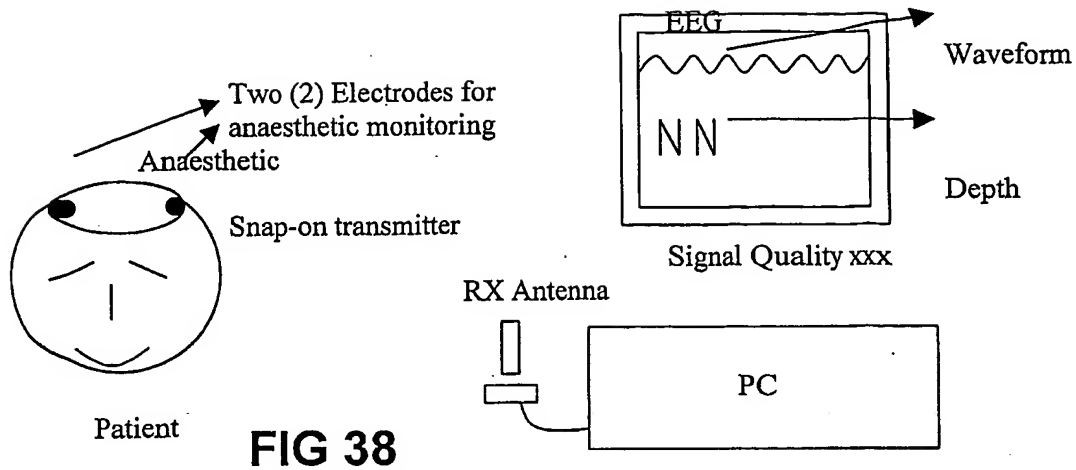 EEG
Waveform
Two (2) Electrodes for
anaesthetic monitoring
Anaesthetic
NN
Depth
Snap-on transmitter
Signal Quality xxx
RX Antenna
PC
Patient
FIG 38